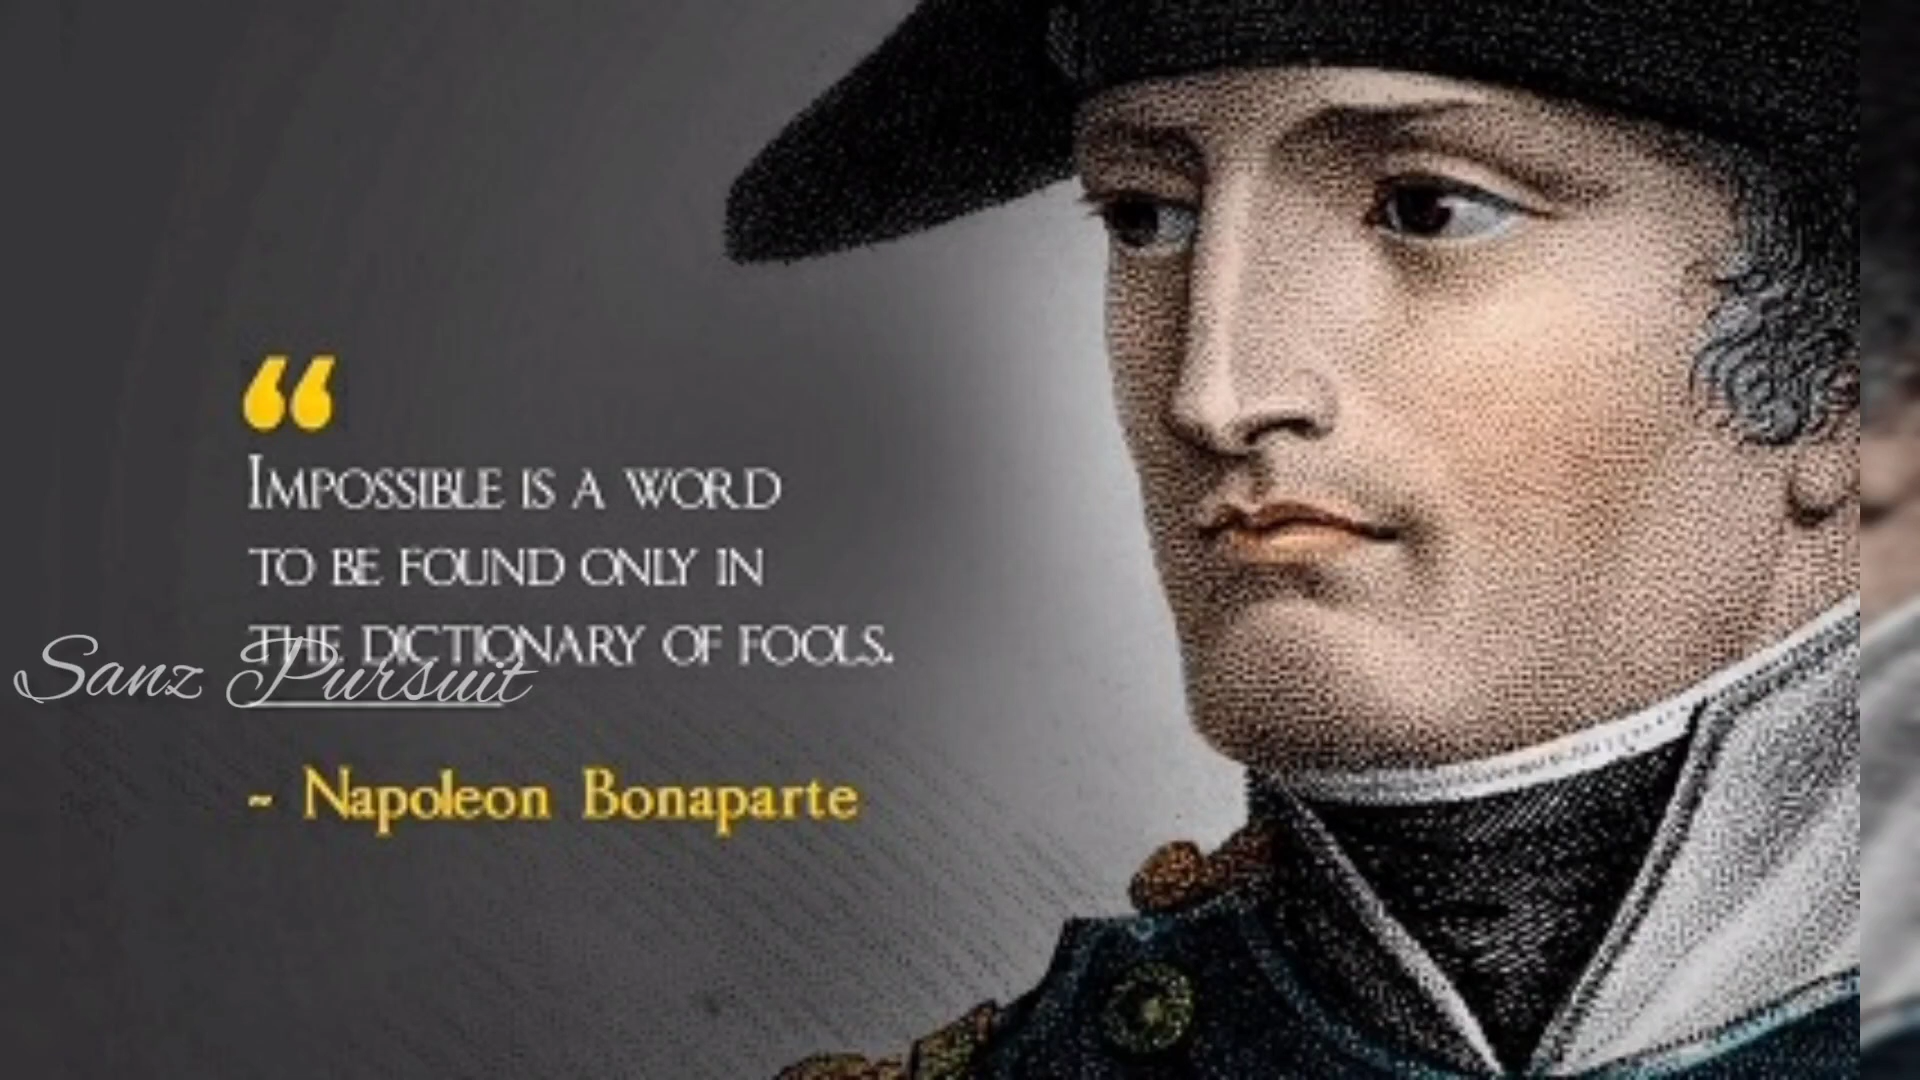 “
Impossible is a word
to be found only in
the dictionary of fools.
Sanz Pursuit
~ Napoleon Bonaparte